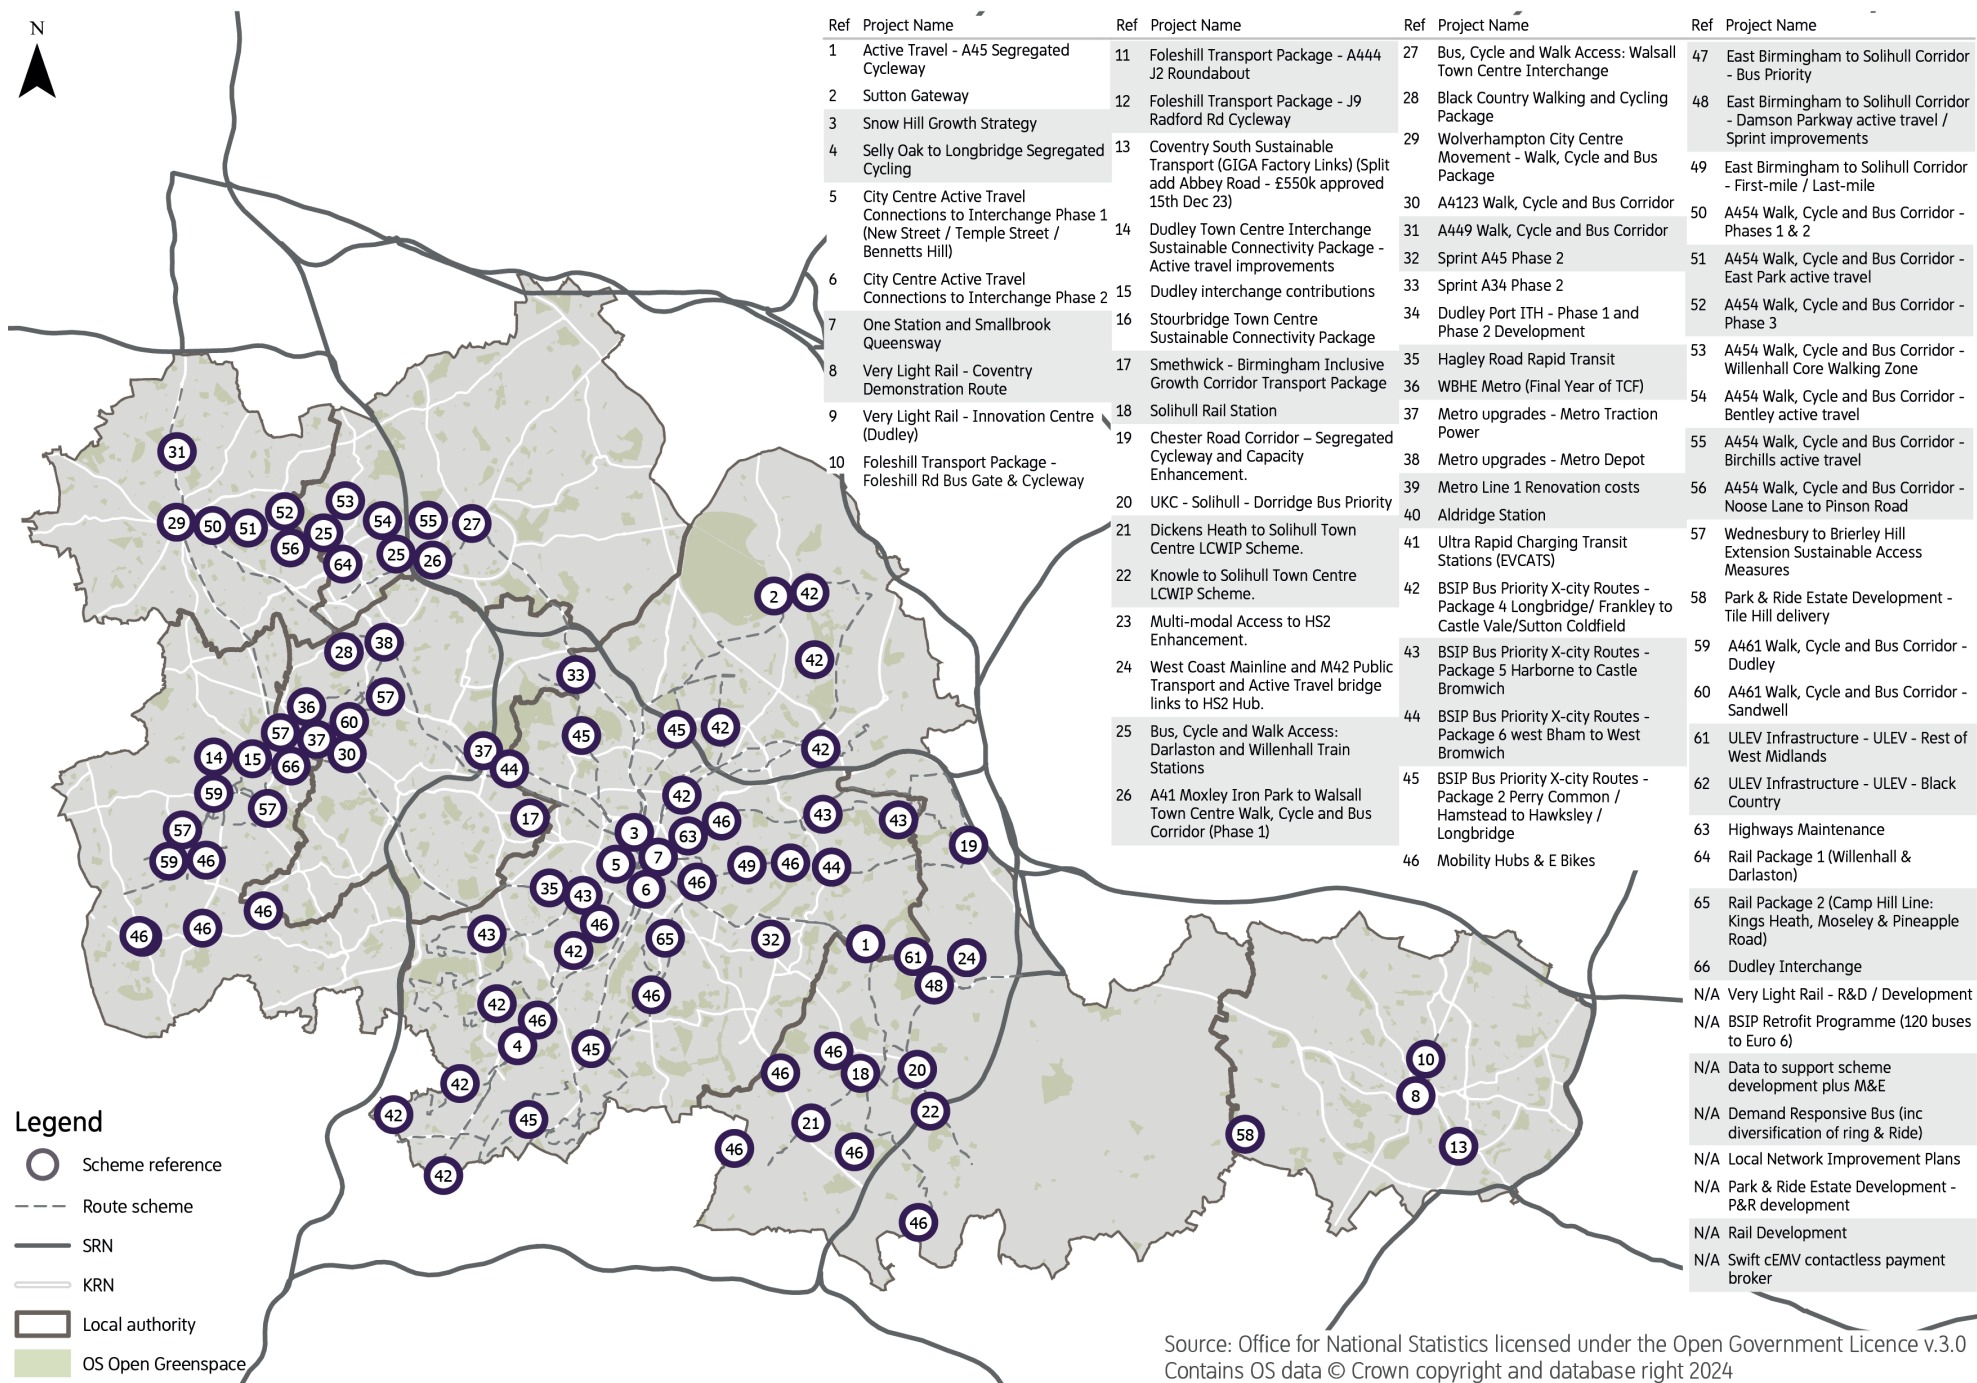 N
Ref Project Name
1 Active Travel - A45 Segregated
Cycleway
2 Sutton Gateway
3 Snow Hill Growth Strategy
4 Selly Oak to Longbridge Segregated
Cycling
5 City Centre Active Travel
Connections to Interchange Phase 1
(New Street / Temple Street /
Bennetts Hill)
6 City Centre Active Travel
Connections to Interchange Phase 2
7 One Station and Smallbrook
Queensway
8 Very Light Rail - Coventry
Demonstration Route
9 Very Light Rail - Innovation Centre
(Dudley)
10 Foleshill Transport Package -
Foleshill Rd Bus Gate & Cycleway
Ref Project Name
11 Foleshill Transport Package - A444
J2 Roundabout
12 Foleshill Transport Package - J9
Radford Rd Cycleway
13 Coventry South Sustainable
Transport (GIGA Factory Links) (Split
add Abbey Road - £550k approved
15th Dec 23)
14 Dudley Town Centre Interchange
Sustainable Connectivity Package -
Active travel improvements
15 Dudley interchange contributions
16 Stourbridge Town Centre
Sustainable Connectivity Package
17 Smethwick - Birmingham Inclusive
Growth Corridor Transport Package
18 Solihull Rail Station
19 Chester Road Corridor – Segregated
Cycleway and Capacity
Enhancement.
20 UKC - Solihull - Dorridge Bus Priority
21 Dickens Heath to Solihull Town
Centre LCWIP Scheme.
22 Knowle to Solihull Town Centre
LCWIP Scheme.
23 Multi-modal Access to HS2
Enhancement.
24 West Coast Mainline and M42 Public
Transport and Active Travel bridge
links to HS2 Hub.
25 Bus, Cycle and Walk Access:
Darlaston and Willenhall Train
Stations
26 A41 Moxley Iron Park to Walsall
Town Centre Walk, Cycle and Bus
Corridor (Phase 1)
Ref Project Name
27 Bus, Cycle and Walk Access: Walsall
Town Centre Interchange
28 Black Country Walking and Cycling
Package
29 Wolverhampton City Centre
Movement - Walk, Cycle and Bus
Package
30 A4123 Walk, Cycle and Bus Corridor
31 A449 Walk, Cycle and Bus Corridor
32 Sprint A45 Phase 2
33 Sprint A34 Phase 2
34 Dudley Port ITH - Phase 1 and
Phase 2 Development
35 Hagley Road Rapid Transit
36 WBHE Metro (Final Year of TCF)
37 Metro upgrades - Metro Traction
Power
38 Metro upgrades - Metro Depot
39 Metro Line 1 Renovation costs
40 Aldridge Station
41 Ultra Rapid Charging Transit
Stations (EVCATS)
42 BSIP Bus Priority X-city Routes -
Package 4 Longbridge/ Frankley to
Castle Vale/Sutton Coldfield
43 BSIP Bus Priority X-city Routes -
Package 5 Harborne to Castle
Bromwich
44 BSIP Bus Priority X-city Routes -
Package 6 west Bham to West
Bromwich
45 BSIP Bus Priority X-city Routes -
Package 2 Perry Common /
Hamstead to Hawksley /
Longbridge
46 Mobility Hubs & E Bikes
Ref Project Name
47 East Birmingham to Solihull Corridor
- Bus Priority
48 East Birmingham to Solihull Corridor
- Damson Parkway active travel /
Sprint improvements
49 East Birmingham to Solihull Corridor
- First-mile / Last-mile
50 A454 Walk, Cycle and Bus Corridor -
Phases 1 & 2
51 A454 Walk, Cycle and Bus Corridor -
East Park active travel
52 A454 Walk, Cycle and Bus Corridor -
Phase 3
53 A454 Walk, Cycle and Bus Corridor -
Willenhall Core Walking Zone
54 A454 Walk, Cycle and Bus Corridor -
Bentley active travel
55 A454 Walk, Cycle and Bus Corridor -
Birchills active travel
56 A454 Walk, Cycle and Bus Corridor -
Noose Lane to Pinson Road
57 Wednesbury to Brierley Hill
Extension Sustainable Access
Measures
58 Park & Ride Estate Development -
Tile Hill delivery
59 A461 Walk, Cycle and Bus Corridor -
Dudley
60 A461 Walk, Cycle and Bus Corridor -
Sandwell
61 ULEV Infrastructure - ULEV - Rest of
West Midlands
62 ULEV Infrastructure - ULEV - Black
Country
63 Highways Maintenance
64 Rail Package 1 (Willenhall &
Darlaston)
65 Rail Package 2 (Camp Hill Line:
Kings Heath, Moseley & Pineapple
Road)
66 Dudley Interchange
N/A Very Light Rail - R&D / Development
N/A BSIP Retrofit Programme (120 buses
to Euro 6)
N/A Data to support scheme
development plus M&E
N/A Demand Responsive Bus (inc
diversification of ring & Ride)
N/A Local Network Improvement Plans
N/A Park & Ride Estate Development -
P&R development
N/A Rail Development
N/A Swift cEMV contactless payment
broker
31
53
52
29 50 51 25 54 55 27
56 64 25 26
2 42
28 38 42
33
57
36
60
57 37 30
14 15 66
59
57
57
59 46
46
46 46
45 45 42 42
37
44
42
17 3 63 46 43 43
19
5 7 49 46 44
35 43 6 46
46
43 42 65 32 1 61 24
48
42 46 46
4 45
42
42 45
42
46 18 20
46
21 22
46 46
46
58
10
8
13
Legend
Scheme reference
Route scheme
SRN
KRN
Local authority
OS Open Greenspace
Source: Office for National Statistics licensed under the Open Government Licence v.3.0
Contains OS data © Crown copyright and database right 2024